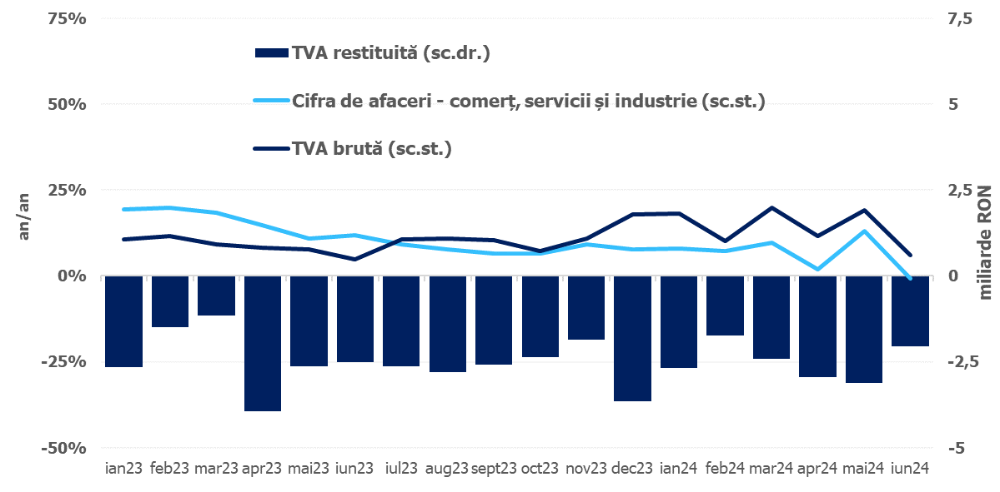 75%
50%
25%
0%
-25%
-50%
an/an
TVA restituită (sc.dr.)
Cifra de afaceri - comerț, servicii și industrie (sc.st.)
TVA brută (sc.st.)
7,5
5
2,5
0
-2,5
-5
miliarde RON
ian23 feb23 mar23 apr23 mai23 iun23 iul23 aug23 sept23 oct23 nov23 dec23 ian24 feb24 mar24 apr24 mai24 iun24